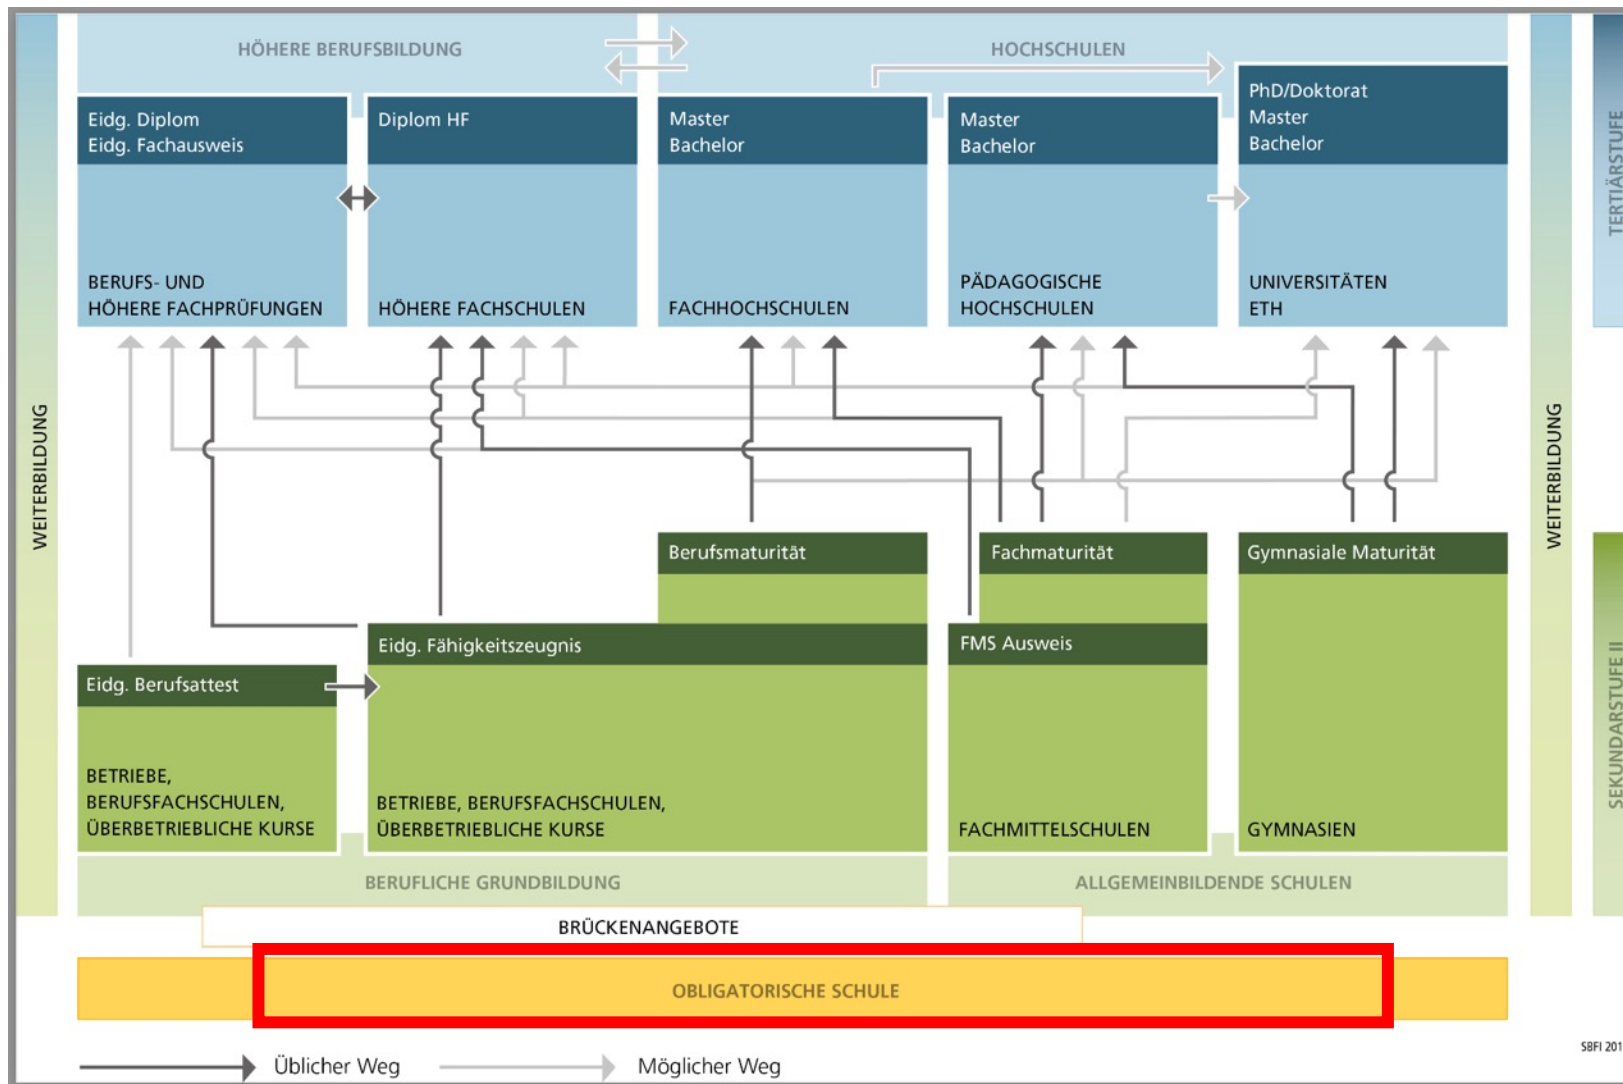 HÖHERE BERUFSBILDUNG
HOCHSCHULEN
Eidg. Diplom
Eidg. Fachausweis
BERUFS- UND
HÖHERE FACHPRÜFUNGEN
Diplom HF
HÖHERE FACHSCHULEN
Master
Bachelor
FACHHOCHSCHULEN
Master
Bachelor
PÄDAGOGISCHE
HOCHSCHULEN
PhD/Doktorat
Master
Bachelor
UNIVERSITÄTEN
ETH
TERTIÄRSTUFE
WEITERBILDUNG
WEITERBILDUNG
Berufsmaturität
Fachmaturität
Gymnasiale Maturität
Eidg. Fähigkeitszeugnis
FMS Ausweis
Eidg. Berufsattest
BETRIEBE,
BERUFSFACHSCHULEN,
ÜBERBETRIEBLICHE KURSE
BETRIEBE, BERUFSFACHSCHULEN,
ÜBERBETRIEBLICHE KURSE
FACHMITTELSCHULEN
GYMNASIEN
SEKUNDARSTUFE II
BERUFLICHE GRUNDBILDUNG
ALLGEMEINBILDENDE SCHULEN
BRÜCKENANGEBOTE
OBLIGATORISCHE SCHULE
Üblicher Weg
Möglicher Weg
SBFI 201